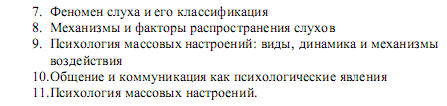 7. Феномен слуха и его классификация
8. Механизмы и факторы распространения слухов
9. Психология массовых настроений: виды, динамика и механизмы
воздействия
10.Общение и коммуникация как психологические явления
11.Психология массовых настроений.